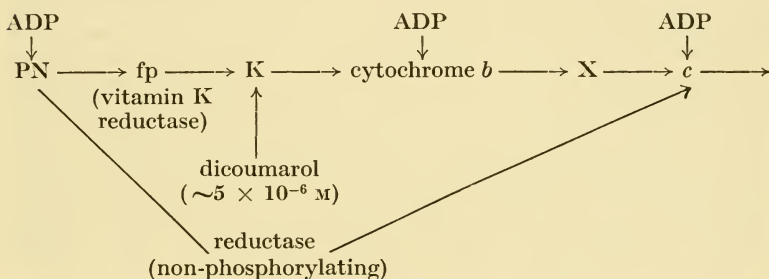 ADP ADP ADP
PN fp K cytochrome b X c
(vitamin K
reductase)
dicoumarol
(∼5 × 10⁻⁶ M)
reductase
(non-phosphorylating)